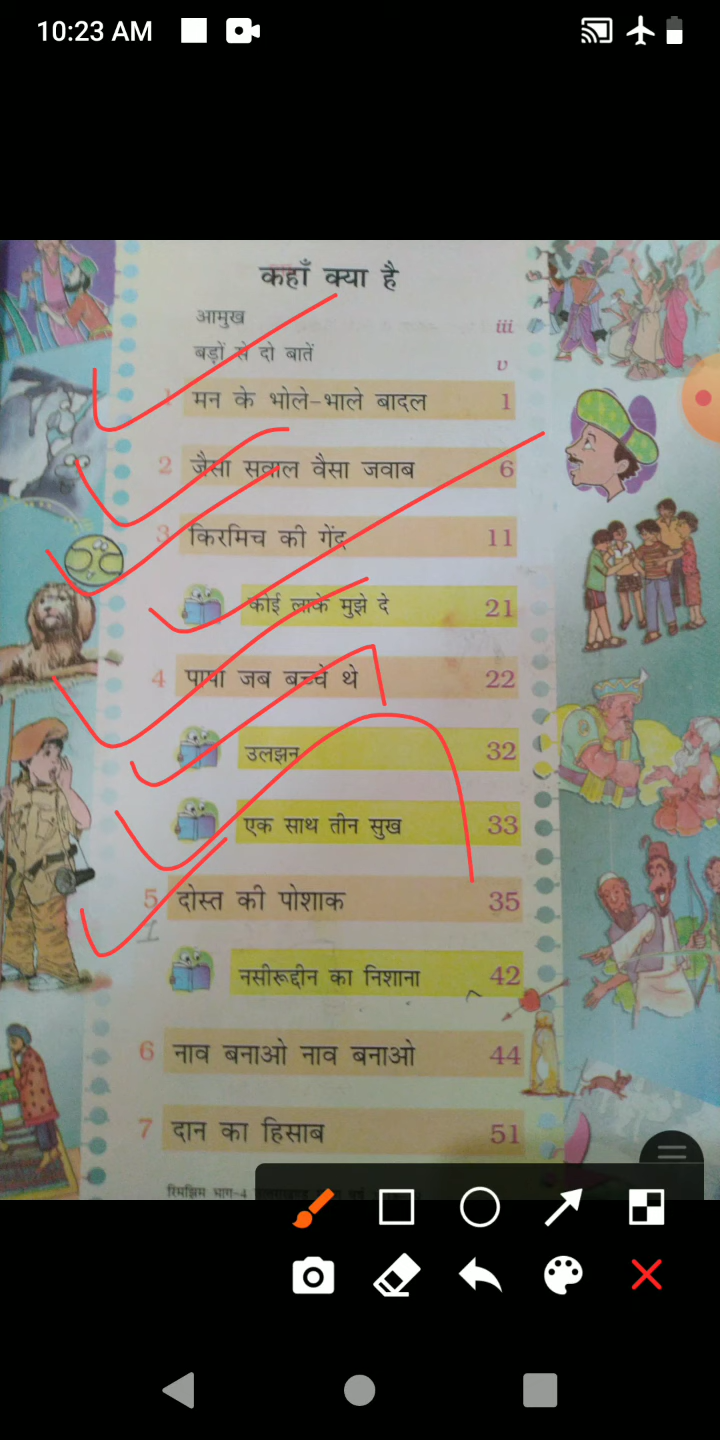 10:23 AM
कहाँ क्या है
आमुख iii
बड़ों से दो बातें v
1 मन के भोले-भाले बादल 1
2 जैसा सवाल वैसा जवाब 6
3 किरमिच की गेंद 11
कोई लाके मुझे दे 21
4 पापा जब बच्चे थे 22
उलझन 32
एक साथ तीन सुख 33
5 दोस्त की पोशाक 35
नसीरूद्दीन का निशाना 42
6 नाव बनाओ नाव बनाओ 44
7 दान का हिसाब 51
रिमझिम भाग-4